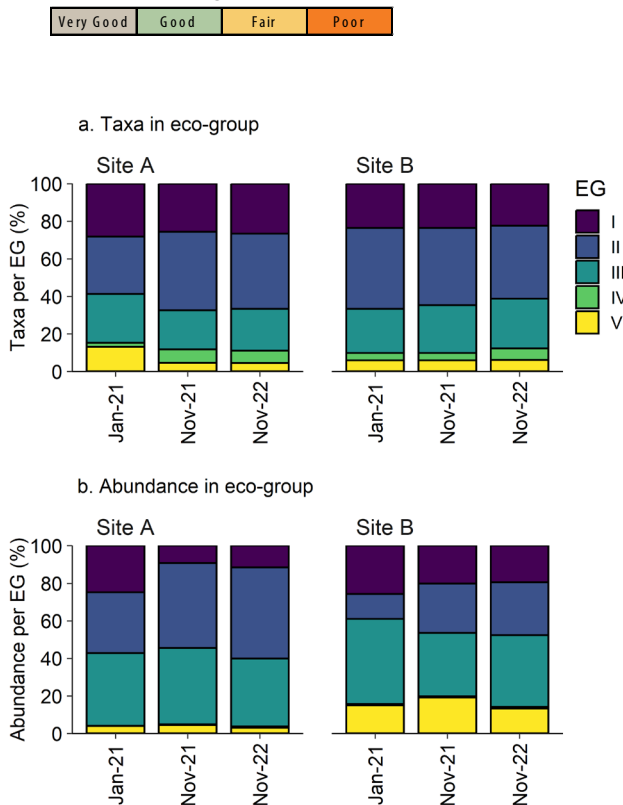 Very Good Good Fair Poor
a. Taxa in eco-group
Site A Site B
Taxa per EG (%)
100
80
60
40
20
0
Jan-21 Nov-21 Nov-22 Jan-21 Nov-21 Nov-22
EG
I
II
III
IV
V
b. Abundance in eco-group
Site A Site B
Abundance per EG (%)
100
80
60
40
20
0
Jan-21 Nov-21 Nov-22 Jan-21 Nov-21 Nov-22